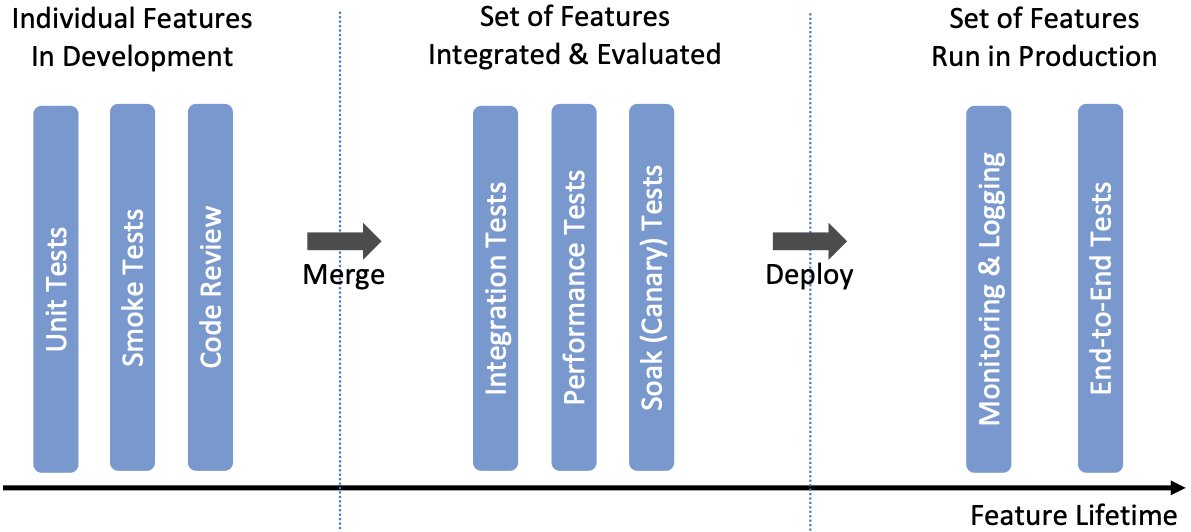 Individual Features
In Development
Set of Features
Integrated & Evaluated
Set of Features
Run in Production
Unit Tests
Smoke Tests
Code Review
Merge
Integration Tests
Performance Tests
Soak (Canary) Tests
Deploy
Monitoring & Logging
End-to-End Tests
Feature Lifetime